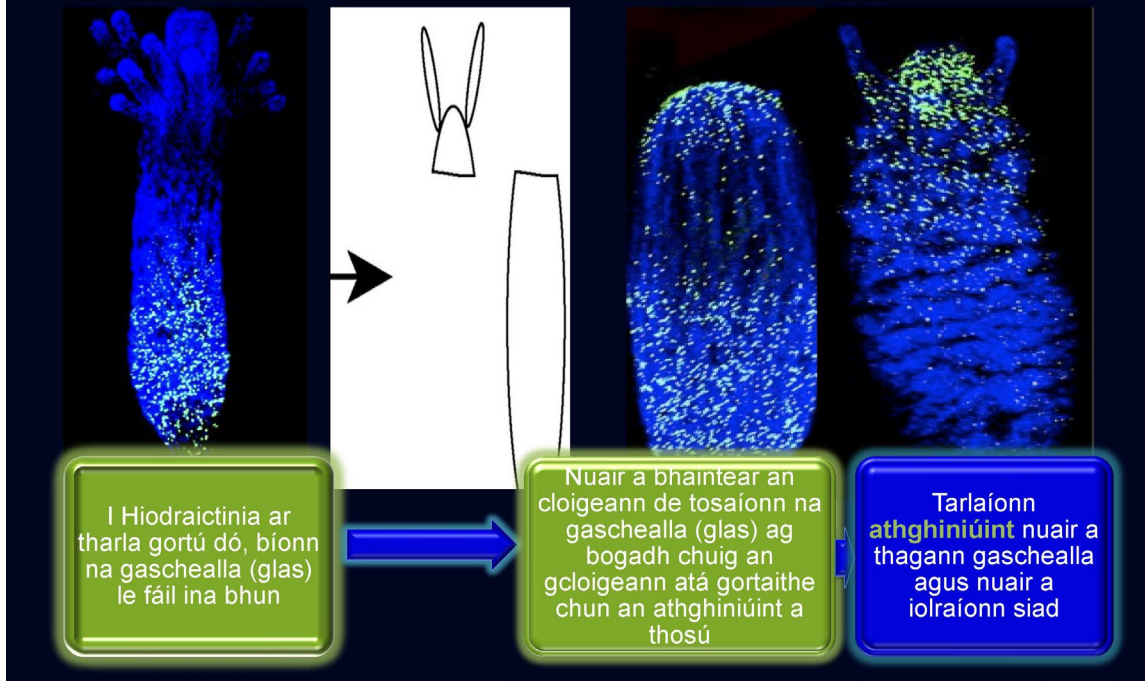 I Hiodraictinia ar
tharla gortú dó, bíonn
na gaschealla (glas)
le fáil ina bhun
Nuair a bhaintear an
cloigeann de tosaíonn na
gaschealla (glas) ag
bogadh chuig an
gcloigeann atá gortaithe
chun an athghiniúint a
thosú
Tarlaíonn
athghiniúint nuair a
thagann gaschealla
agus nuair a
iolraíonn siad